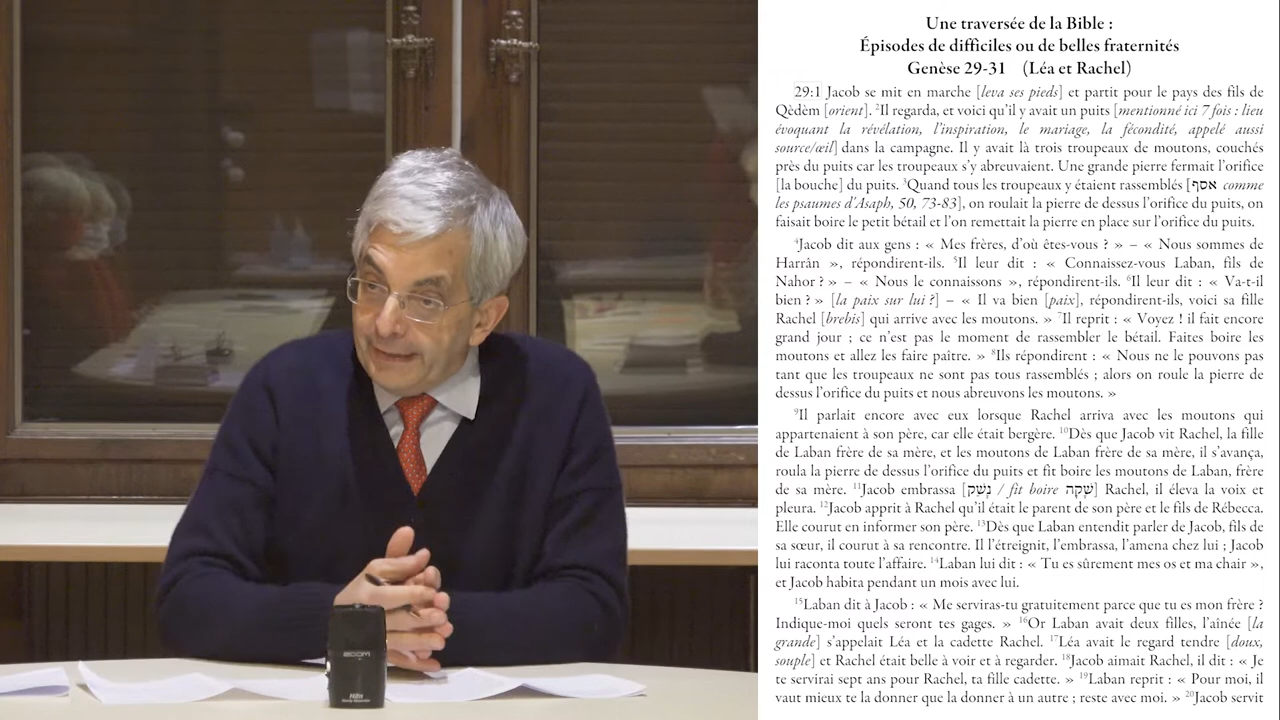 Une traversée de la Bible :
Épisodes de difficiles ou de belles fraternités
Genèse 29-31 (Léa et Rachel)
29:1 Jacob se mit en marche [leva ses pieds] et partit pour le pays des fils de
Qèdèm [orient]. ²Il regarda, et voici qu'il y avait un puits [mentionné ici 7 fois : lieu
évoquant la révélation, l'inspiration, le mariage, la fécondité, appelé aussi
source/œil] dans la campagne. Il y avait là trois troupeaux de moutons, couchés
près du puits car les troupeaux s'y abreuvaient. Une grande pierre fermait l'orifice
[la bouche] du puits. ³Quand tous les troupeaux y étaient rassemblés [אסף comme
les psaumes d'Asaph, 50, 73-83], on roulait la pierre de dessus l'orifice du puits, on
faisait boire le petit bétail et l'on remettait la pierre en place sur l'orifice du puits.
⁴Jacob dit aux gens : « Mes frères, d'où êtes-vous ? » – « Nous sommes de
Harrân », répondirent-ils. ⁵Il leur dit : « Connaissez-vous Laban, fils de
Nahor ? » – « Nous le connaissons », répondirent-ils. ⁶Il leur dit : « Va-t-il
bien ? » [la paix sur lui ?] – « Il va bien [paix], répondirent-ils, voici sa fille
Rachel [brebis] qui arrive avec les moutons. » ⁷Il reprit : « Voyez ! il fait encore
grand jour ; ce n'est pas le moment de rassembler le bétail. Faites boire les
moutons et allez les faire paître. » ⁸Ils répondirent : « Nous ne le pouvons pas
tant que les troupeaux ne sont pas tous rassemblés ; alors on roule la pierre de
dessus l'orifice du puits et nous abreuvons les moutons. »
⁹Il parlait encore avec eux lorsque Rachel arriva avec les moutons qui
appartenaient à son père, car elle était bergère. ¹⁰Dès que Jacob vit Rachel, la fille
de Laban frère de sa mère, et les moutons de Laban frère de sa mère, il s'avança,
roula la pierre de dessus l'orifice du puits et fit boire les moutons de Laban, frère
de sa mère. ¹¹Jacob embrassa [נָשַׁק / fit boire שָׁקָה] Rachel, il éleva la voix et
pleura. ¹²Jacob apprit à Rachel qu'il était le parent de son père et le fils de Rébecca.
Elle courut en informer son père. ¹³Dès que Laban entendit parler de Jacob, fils de
sa sœur, il courut à sa rencontre. Il l'étreignit, l'embrassa, l'amena chez lui ; Jacob
lui raconta toute l'affaire. ¹⁴Laban lui dit : « Tu es sûrement mes os et ma chair »,
et Jacob habita pendant un mois avec lui.
¹⁵Laban dit à Jacob : « Me serviras-tu gratuitement parce que tu es mon frère ?
Indique-moi quels seront tes gages. » ¹⁶Or Laban avait deux filles, l'aînée [la
grande] s'appelait Léa et la cadette Rachel. ¹⁷Léa avait le regard tendre [doux,
souple] et Rachel était belle à voir et à regarder. ¹⁸Jacob aimait Rachel, il dit : « Je
te servirai sept ans pour Rachel, ta fille cadette. » ¹⁹Laban reprit : « Pour moi, il
vaut mieux te la donner que la donner à un autre ; reste avec moi. » ²⁰Jacob servit
zoom
H2n
Handy Recorder